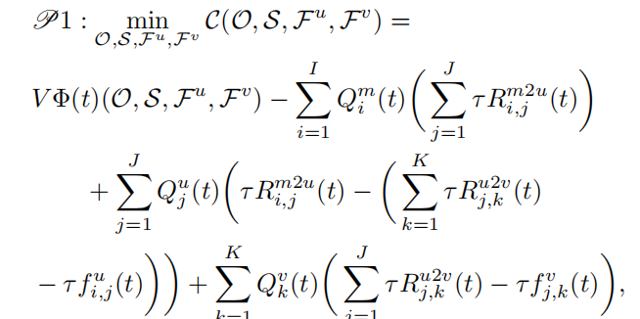 𝒫1 : min_{𝒪,𝒮,ℱ^u,ℱ^v} 𝒞(𝒪, 𝒮, ℱ^u, ℱ^v) =
VΦ(t)(𝒪, 𝒮, ℱ^u, ℱ^v) − ∑_{i=1}^{I} Q_i^m(t) ( ∑_{j=1}^{J} τR_{i,j}^{m2u}(t) )
+ ∑_{j=1}^{J} Q_j^u(t) ( τR_{i,j}^{m2u}(t) − ( ∑_{k=1}^{K} τR_{j,k}^{u2v}(t)
− τf_{i,j}^u(t) ) ) + ∑_{k=1}^{K} Q_k^v(t) ( ∑_{j=1}^{J} τR_{j,k}^{u2v}(t) − τf_{j,k}^v(t) ),